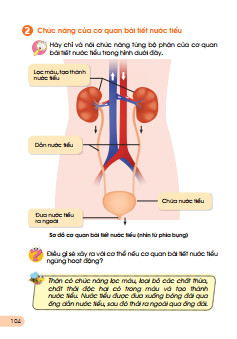 2 Chức năng của cơ quan bài tiết nước tiểu
Hãy chỉ và nói chức năng từng bộ phận của cơ quan
bài tiết nước tiểu trong hình dưới đây.
Lọc máu, tạo thành
nước tiểu
Dẫn nước tiểu
Chứa nước tiểu
Đưa nước tiểu
ra ngoài
Sơ đồ cơ quan bài tiết nước tiểu (nhìn từ phía bụng)
Điều gì sẽ xảy ra với cơ thể nếu cơ quan bài tiết nước tiểu
ngừng hoạt động?
Thận có chức năng lọc máu, loại bỏ các chất thừa,
chất thải độc hại có trong máu và tạo thành
nước tiểu. Nước tiểu được đưa xuống bóng đái qua
ống dẫn nước tiểu, sau đó thải ra ngoài qua ống đái.
104